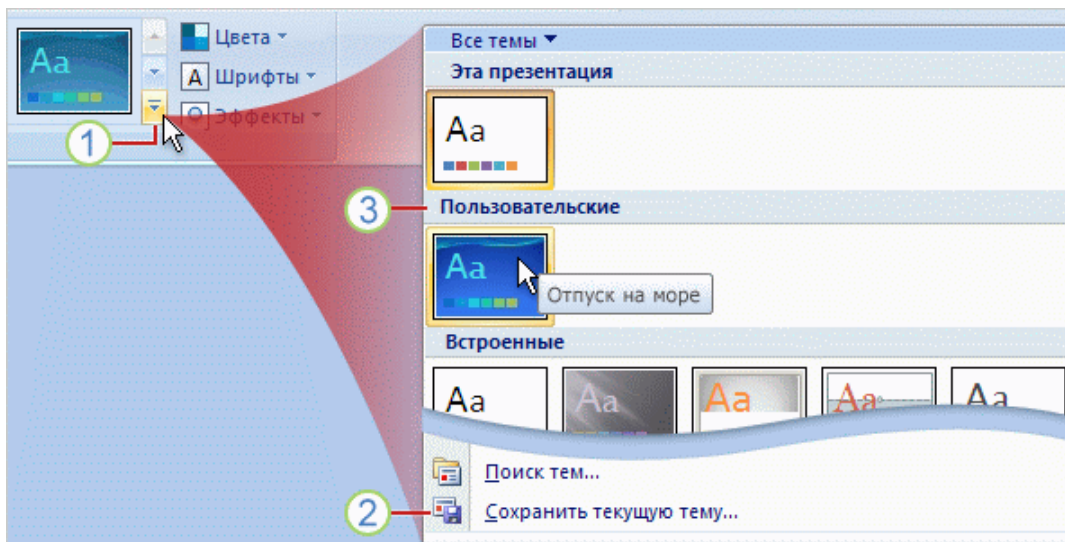 Aa
Цвета
A Шрифты
Эффекты
1
Все темы
Эта презентация
Aa
3
Пользовательские
Aa
Отпуск на море
Встроенные
Aa Aa Aa Aa Aa
Поиск тем...
2
Сохранить текущую тему...